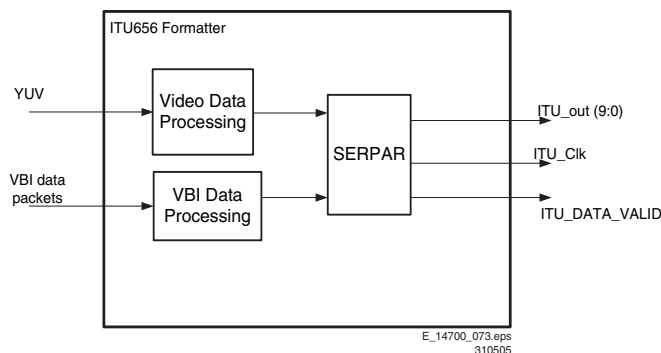 ITU656 Formatter
YUV
Video Data
Processing
ITU_out (9:0)
SERPAR
ITU_Clk
VBI data
packets
VBI Data
Processing
ITU_DATA_VALID
E_14700_073.eps
310505